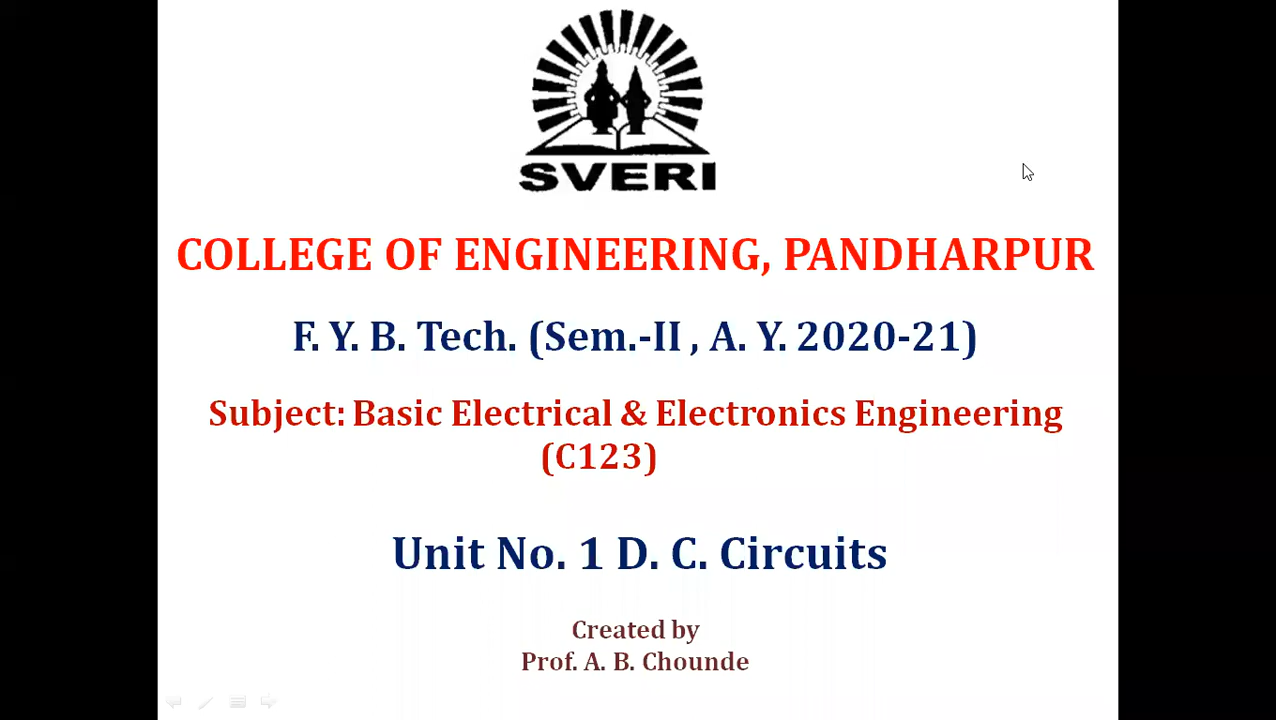 SVERI
COLLEGE OF ENGINEERING, PANDHARPUR
F. Y. B. Tech. (Sem.-II , A. Y. 2020-21)
Subject: Basic Electrical & Electronics Engineering
(C123)
Unit No. 1 D. C. Circuits
Created by
Prof. A. B. Chounde